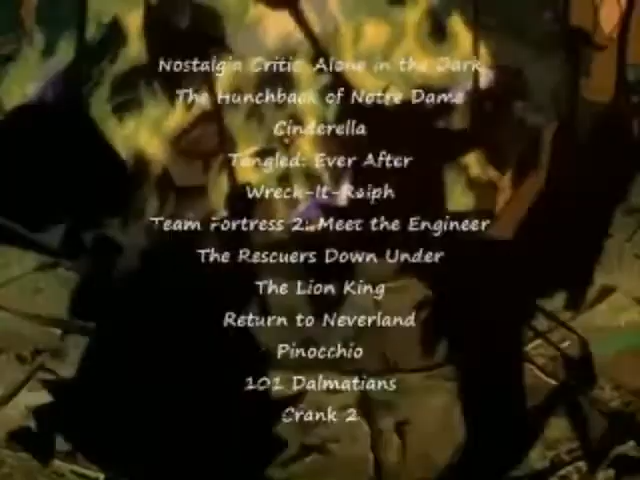 Nostalgia Critic: Alone in the Dark
The Hunchback of Notre Dame
Cinderella
Tangled: Ever After
Wreck-It-Ralph
Team Fortress 2: Meet the Engineer
The Rescuers Down Under
The Lion King
Return to Neverland
Pinocchio
101 Dalmatians
Crank 2